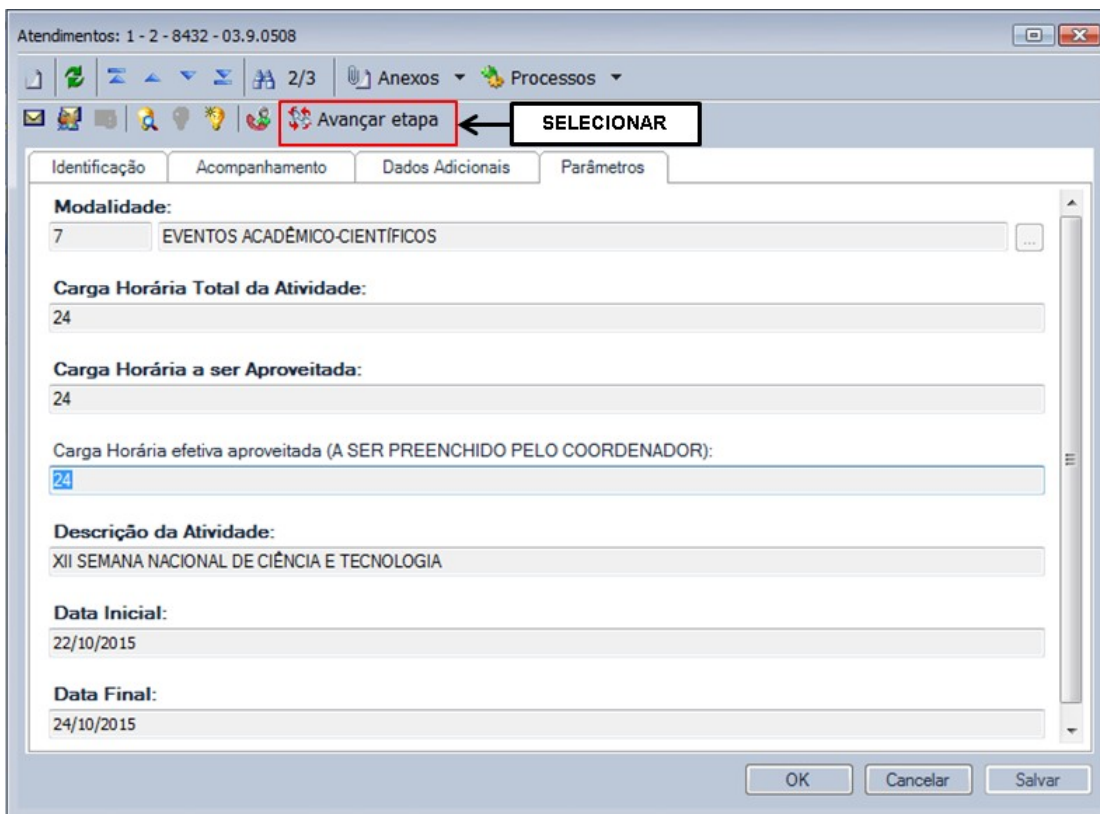 Atendimentos: 1 - 2 - 8432 - 03.9.0508
2/3 Anexos Processos
Avançar etapa SELECIONAR
Identificação Acompanhamento Dados Adicionais Parâmetros
Modalidade:
7 EVENTOS ACADÊMICO-CIENTÍFICOS ...
Carga Horária Total da Atividade:
24
Carga Horária a ser Aproveitada:
24
Carga Horária efetiva aproveitada (A SER PREENCHIDO PELO COORDENADOR):
24
Descrição da Atividade:
XII SEMANA NACIONAL DE CIÊNCIA E TECNOLOGIA
Data Inicial:
22/10/2015
Data Final:
24/10/2015
OK Cancelar Salvar